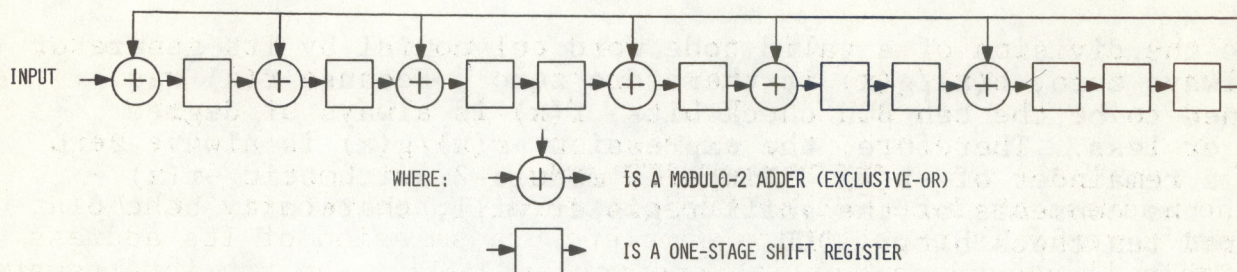 INPUT
WHERE:
IS A MODULO-2 ADDER (EXCLUSIVE-OR)
IS A ONE-STAGE SHIFT REGISTER